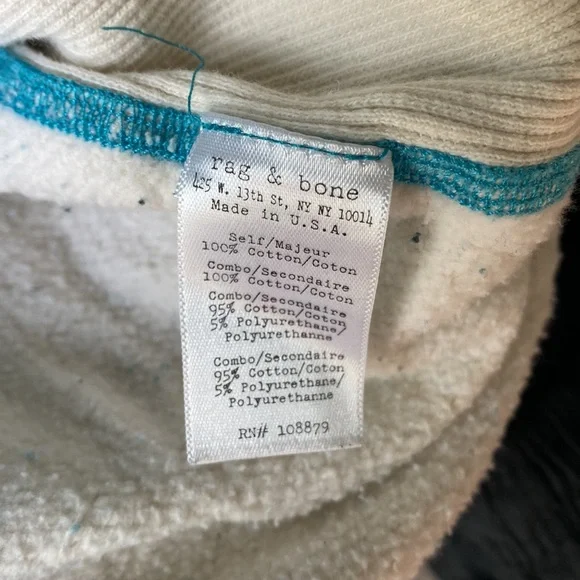 rag & bone
425 W. 13th St, NY NY 10014
Made in U.S.A.
Self/Majeur
100% Cotton/Coton
Combo/Secondaire
100% Cotton/Coton
Combo/Secondaire
95% Cotton/Coton
5% Polyurethane/
Polyurethanne
Combo/Secondaire
95% Cotton/Coton
5% Polyurethane/
Polyurethanne
RN# 108879